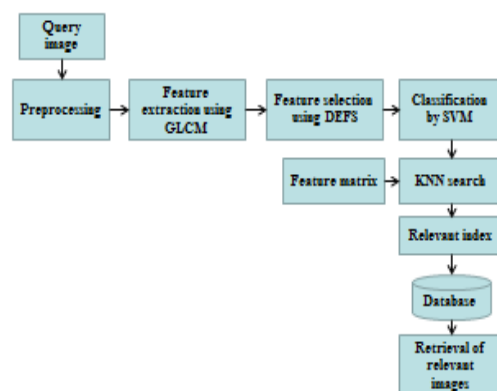 Query
image
Preprocessing
Feature
extraction using
GLCM
Feature selection
using DEFS
Classification
by SVM
Feature matrix
KNN search
Relevant index
Database
Retrieval of
relevant
images